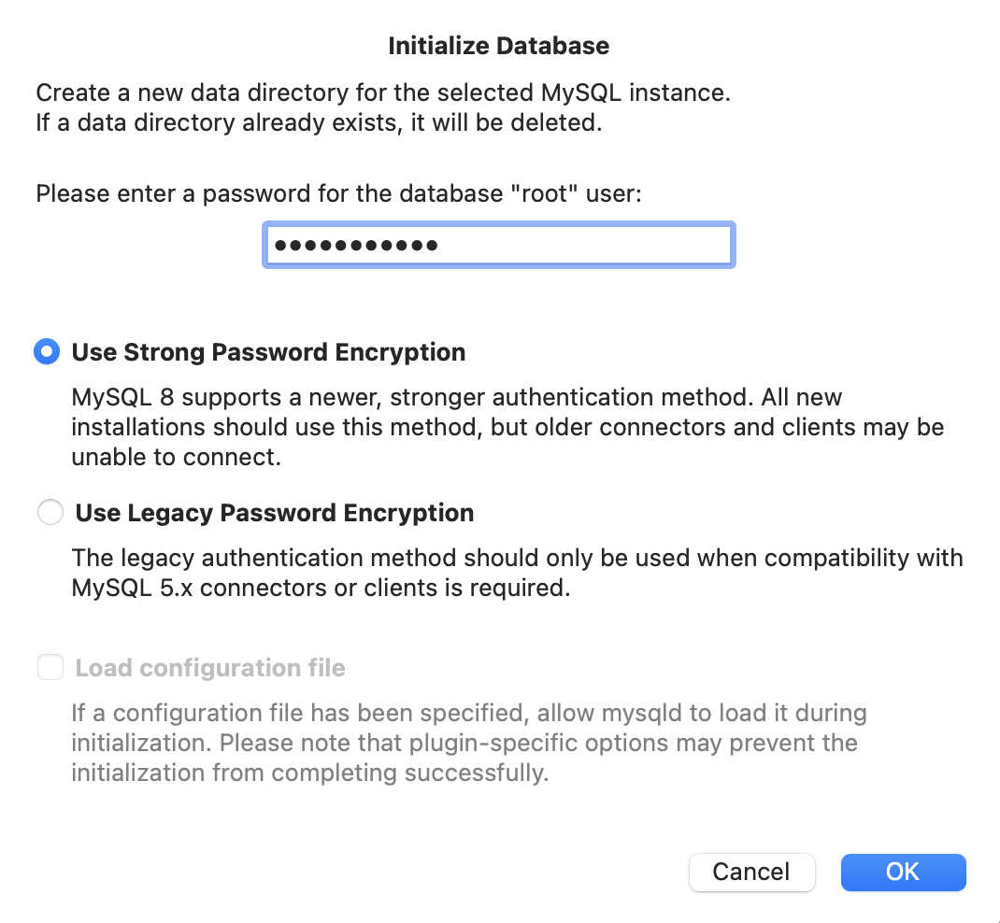 Initialize Database
Create a new data directory for the selected MySQL instance.
If a data directory already exists, it will be deleted.
Please enter a password for the database "root" user:
•••••••••••
Use Strong Password Encryption
MySQL 8 supports a newer, stronger authentication method. All new
installations should use this method, but older connectors and clients may be
unable to connect.
Use Legacy Password Encryption
The legacy authentication method should only be used when compatibility with
MySQL 5.x connectors or clients is required.
Load configuration file
If a configuration file has been specified, allow mysqld to load it during
initialization. Please note that plugin-specific options may prevent the
initialization from completing successfully.
Cancel OK